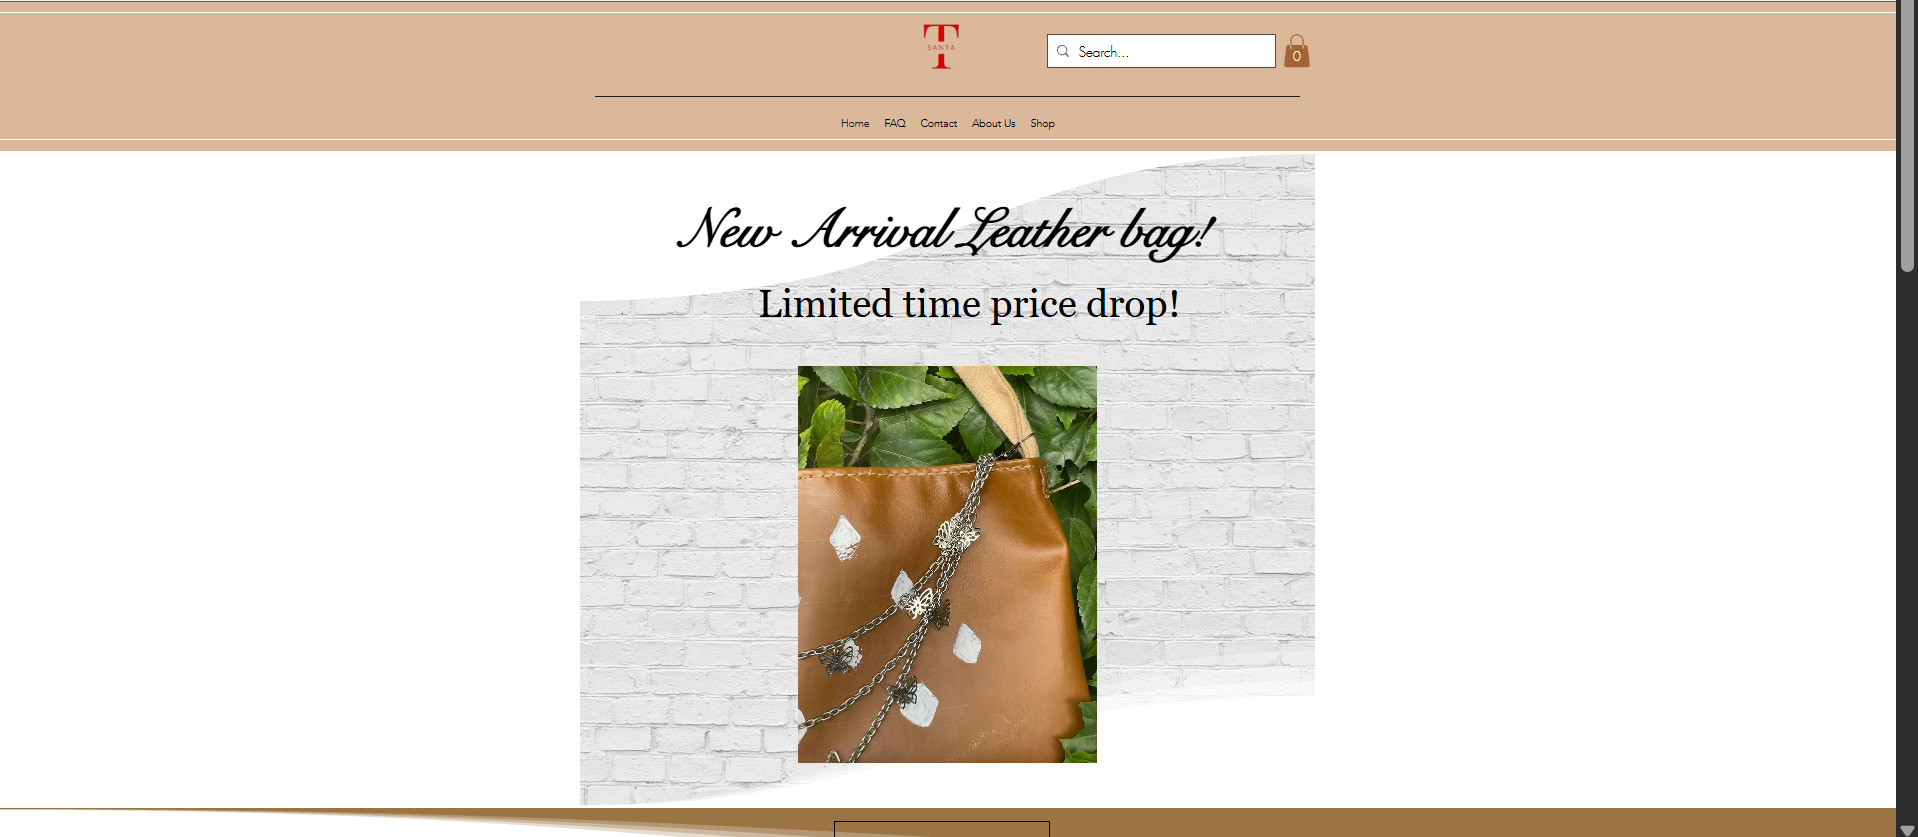 T
SANTA
Search...
0
Home FAQ Contact About Us Shop
New Arrival Leather bag!
Limited time price drop!